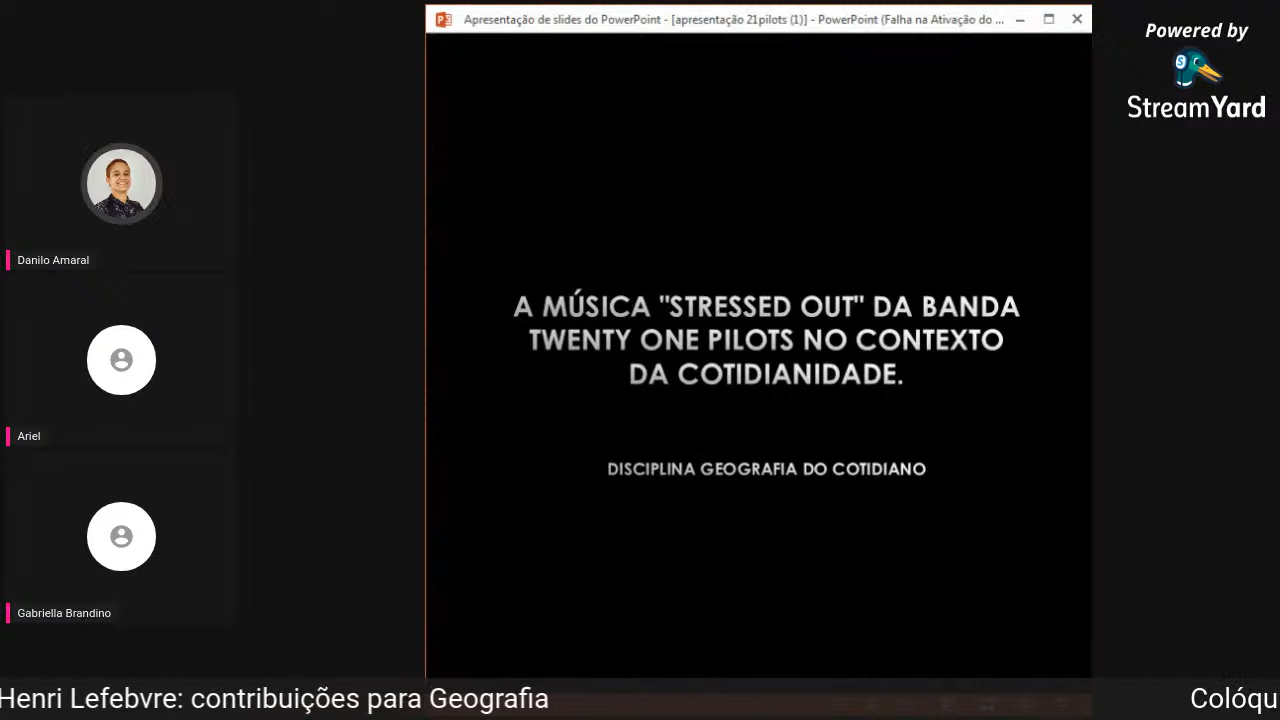 Apresentação de slides do PowerPoint - [apresentação 21pilots (1)] - PowerPoint (Falha na Ativação do ...
Powered by
StreamYard
Danilo Amaral
Ariel
Gabriella Brandino
A MÚSICA "STRESSED OUT" DA BANDA
TWENTY ONE PILOTS NO CONTEXTO
DA COTIDIANIDADE.
DISCIPLINA GEOGRAFIA DO COTIDIANO
Henri Lefebvre: contribuições para Geografia
Colóqu